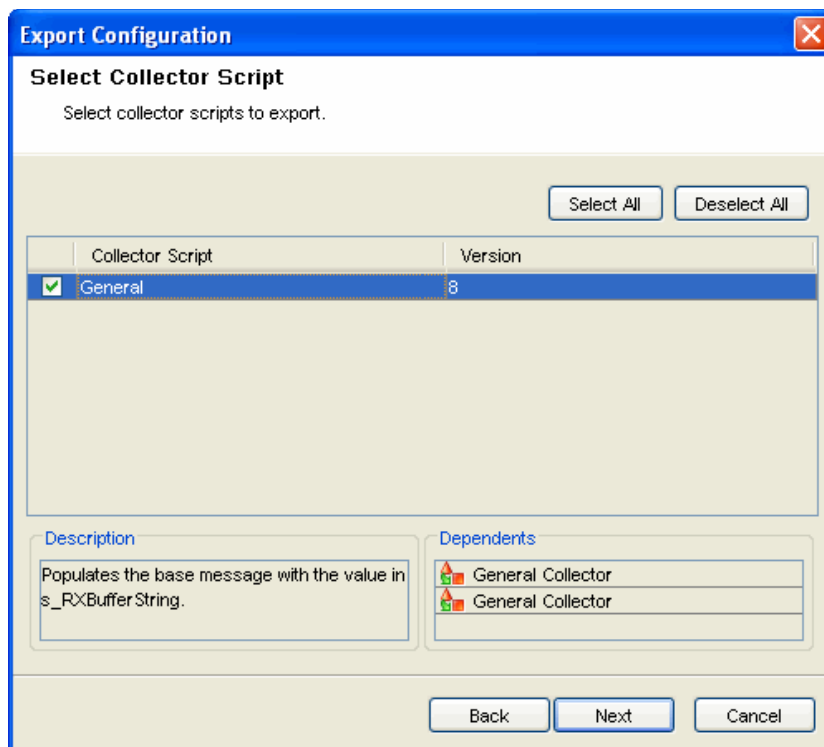 Export Configuration
Select Collector Script
Select collector scripts to export.
Select All Deselect All
Collector Script Version
General 8
Description
Populates the base message with the value in
s_RXBufferString.
Dependents
General Collector
General Collector
Back Next Cancel